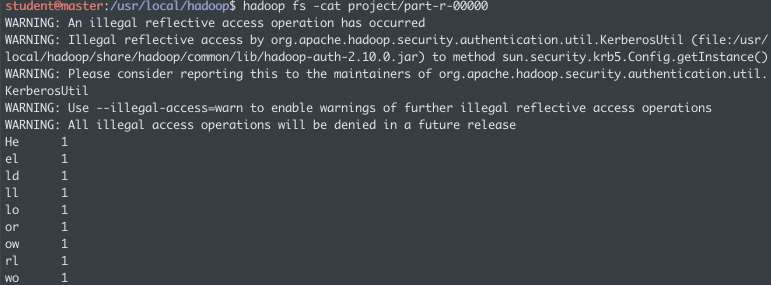 student@master:/usr/local/hadoop$ hadoop fs -cat project/part-r-00000
WARNING: An illegal reflective access operation has occurred
WARNING: Illegal reflective access by org.apache.hadoop.security.authentication.util.KerberosUtil (file:/usr/
local/hadoop/share/hadoop/common/lib/hadoop-auth-2.10.0.jar) to method sun.security.krb5.Config.getInstance()
WARNING: Please consider reporting this to the maintainers of org.apache.hadoop.security.authentication.util.
KerberosUtil
WARNING: Use --illegal-access=warn to enable warnings of further illegal reflective access operations
WARNING: All illegal access operations will be denied in a future release
He 1
el 1
ld 1
ll 1
lo 1
or 1
ow 1
rl 1
wo 1